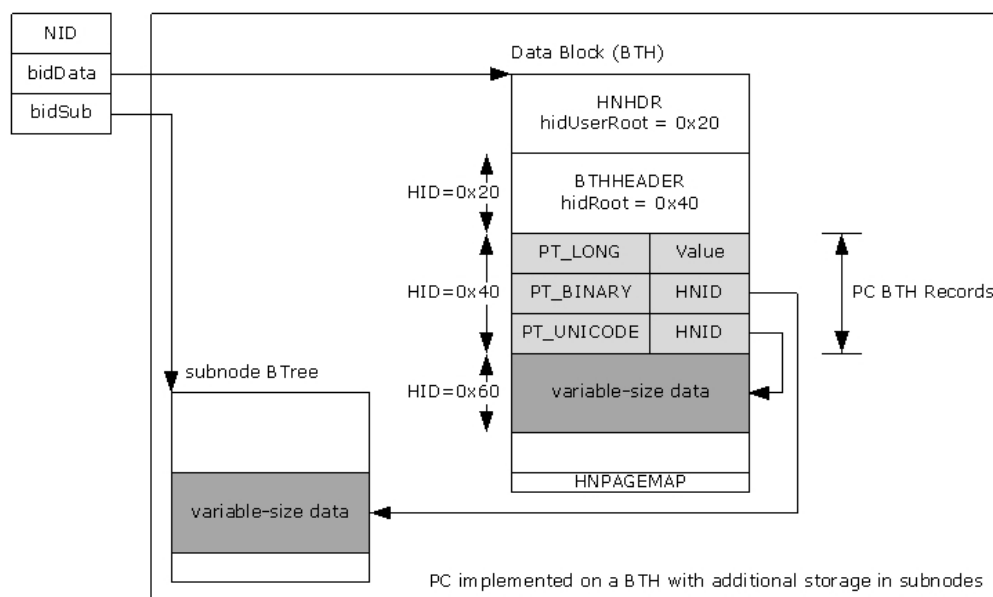 NID
bidData
bidSub
Data Block (BTH)
HNHDR
hidUserRoot = 0x20
HID=0x20
BTHHEADER
hidRoot = 0x40
HID=0x40
PT_LONG Value
PT_BINARY HNID
PT_UNICODE HNID
PC BTH Records
HID=0x60
variable-size data
HNPAGEMAP
subnode BTree
variable-size data
PC implemented on a BTH with additional storage in subnodes